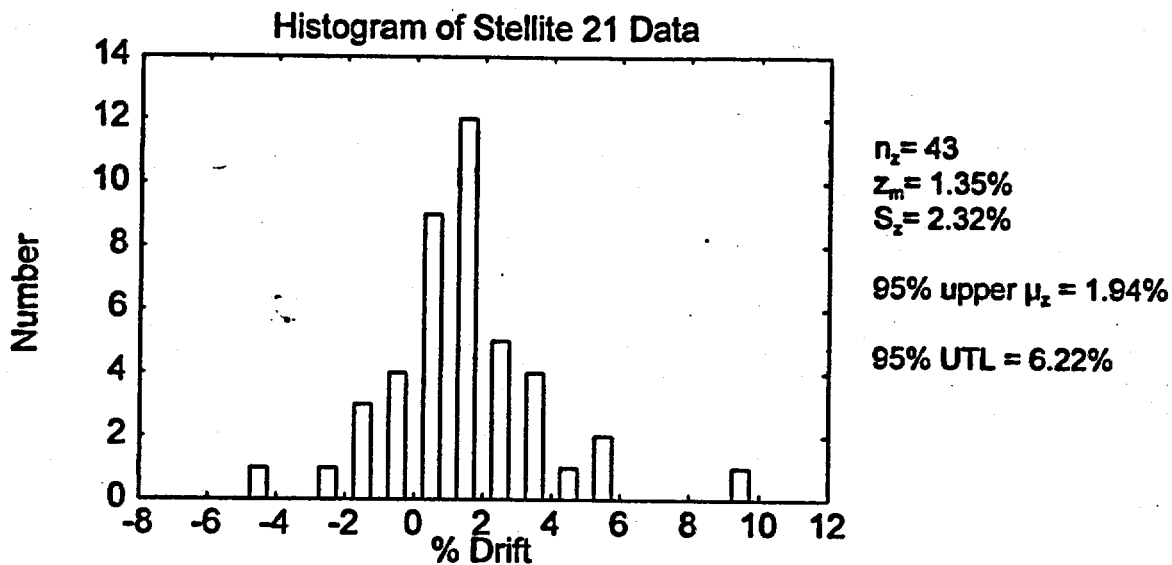 Histogram of Stellite 21 Data
14
12
10
8
6
4
2
0
-8 -6 -4 -2 0 2 4 6 8 10 12
Number
% Drift
n_z= 43
z_m= 1.35%
S_z= 2.32%
95% upper μ_z = 1.94%
95% UTL = 6.22%